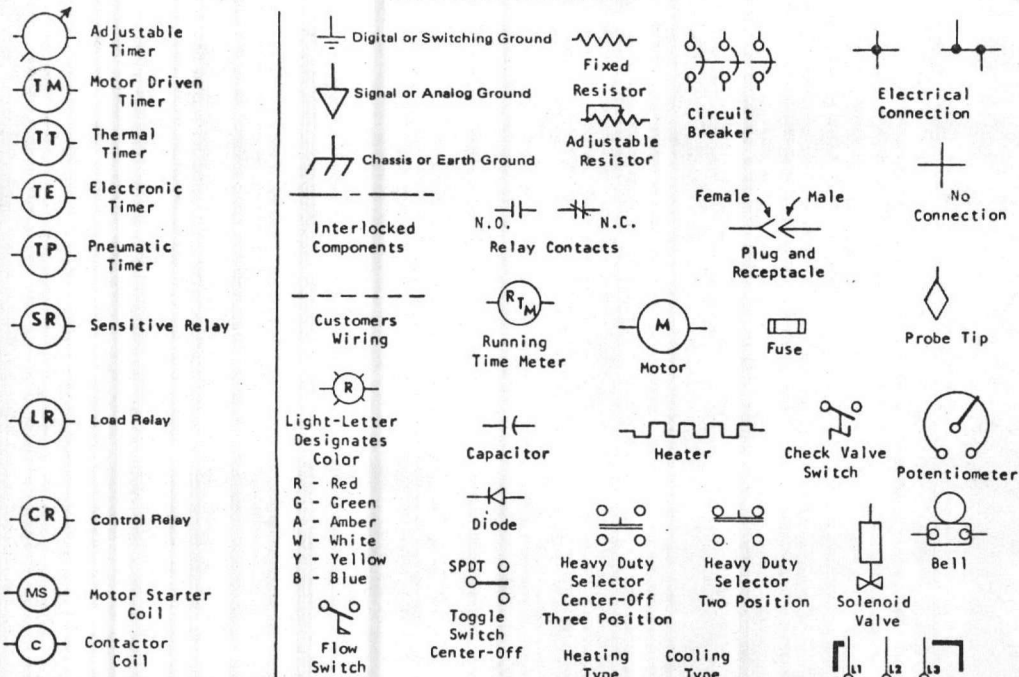 Adjustable
Timer
TM
Motor Driven
Timer
TT
Thermal
Timer
TE
Electronic
Timer
TP
Pneumatic
Timer
SR
Sensitive Relay
LR
Load Relay
CR
Control Relay
MS
Motor Starter
Coil
C
Contactor
Coil
Digital or Switching Ground
Signal or Analog Ground
Chassis or Earth Ground
Interlocked
Components
Customers
Wiring
R
Light-Letter
Designates
Color
R - Red
G - Green
A - Amber
W - White
Y - Yellow
B - Blue
Flow
Switch
Fixed
Resistor
Adjustable
Resistor
N.O.
N.C.
Relay Contacts
RTM
Running
Time Meter
Capacitor
Diode
SPDT
Toggle
Switch
Center-Off
Circuit
Breaker
Female
Male
Plug and
Receptacle
M
Motor
Fuse
Heater
Check Valve
Switch
Heavy Duty
Selector
Center-Off
Three Position
Heavy Duty
Selector
Two Position
Heating
Type
Cooling
Type
Electrical
Connection
No
Connection
Probe Tip
Potentiometer
Bell
Solenoid
Valve
L1
L2
L3